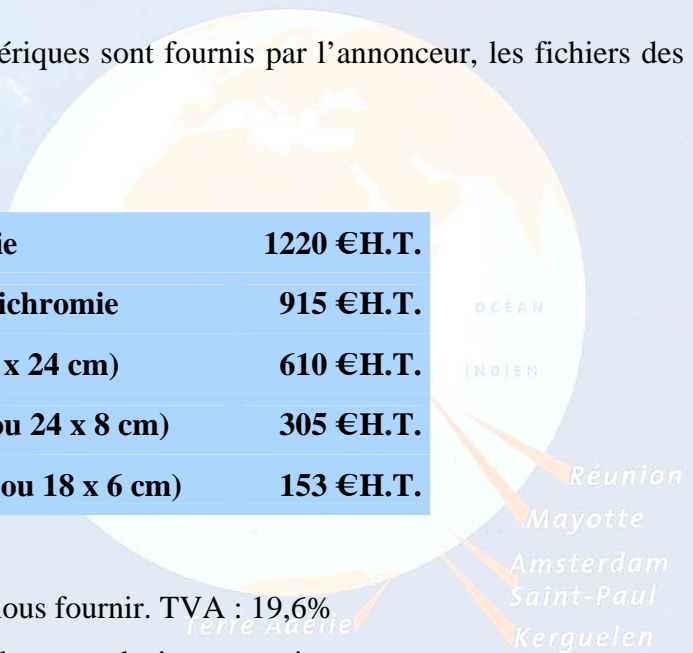 ériques sont fournis par l’annonceur, les fichiers des
ie 1220 €H.T.
ichromie 915 €H.T.
x 24 cm) 610 €H.T.
ou 24 x 8 cm) 305 €H.T.
ou 18 x 6 cm) 153 €H.T.
OCÉAN
INDIEN
Réunion
Mayotte
Amsterdam
Saint-Paul
Kerguelen
Terre Adélie
nous fournir. TVA : 19,6%